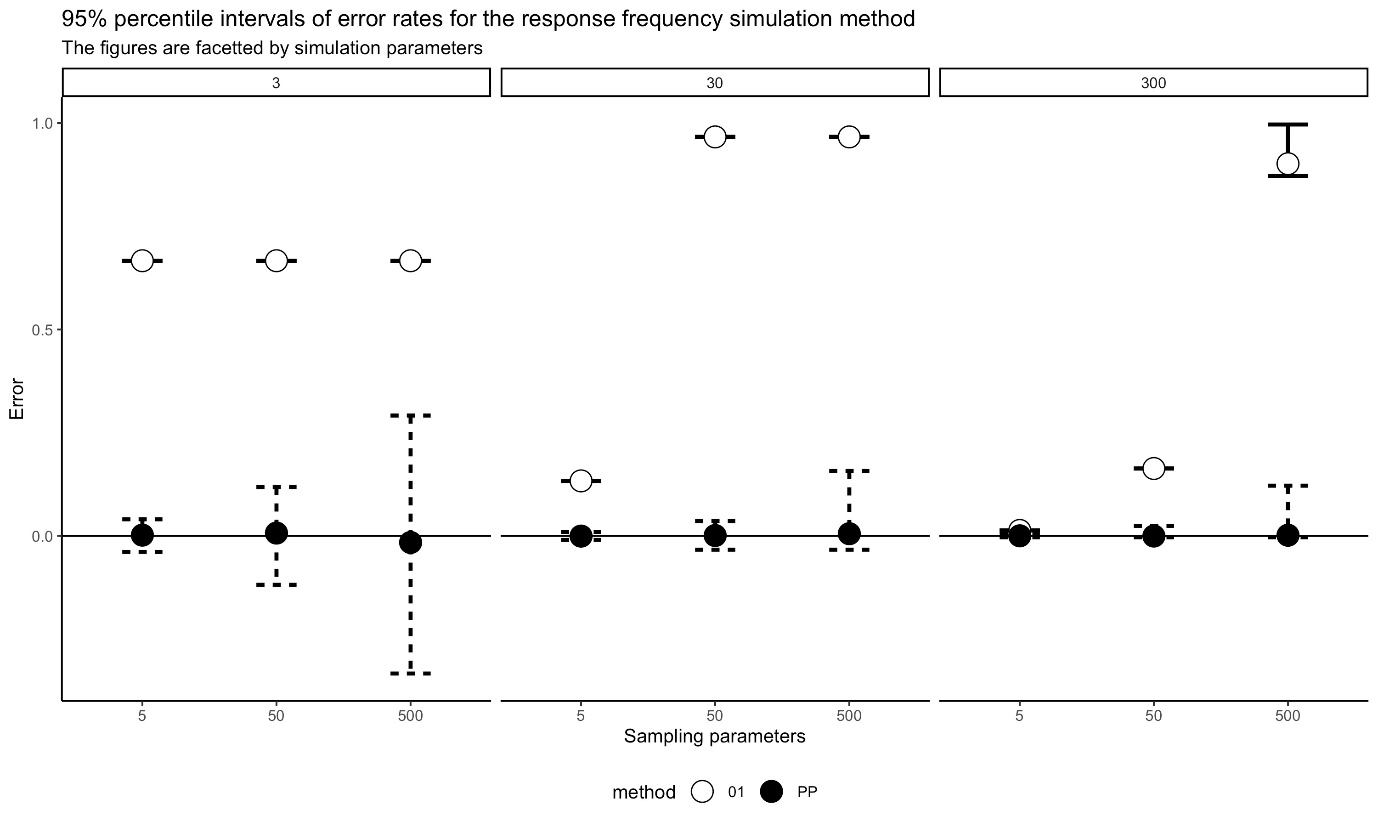 95% percentile intervals of error rates for the response frequency simulation method
The figures are facetted by simulation parameters
3 30 300
1.0
0.5
0.0
Error
5 50 500 5 50 500 5 50 500
Sampling parameters
method 01 PP